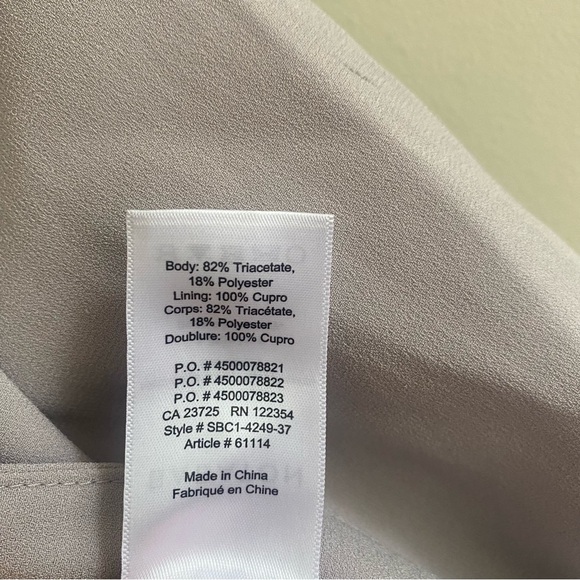 Body: 82% Triacetate,
18% Polyester
Lining: 100% Cupro
Corps: 82% Triacétate,
18% Polyester
Doublure: 100% Cupro
P.O. # 4500078821
P.O. # 4500078822
P.O. # 4500078823
CA 23725 RN 122354
Style # SBC1-4249-37
Article # 61114
Made in China
Fabriqué en Chine